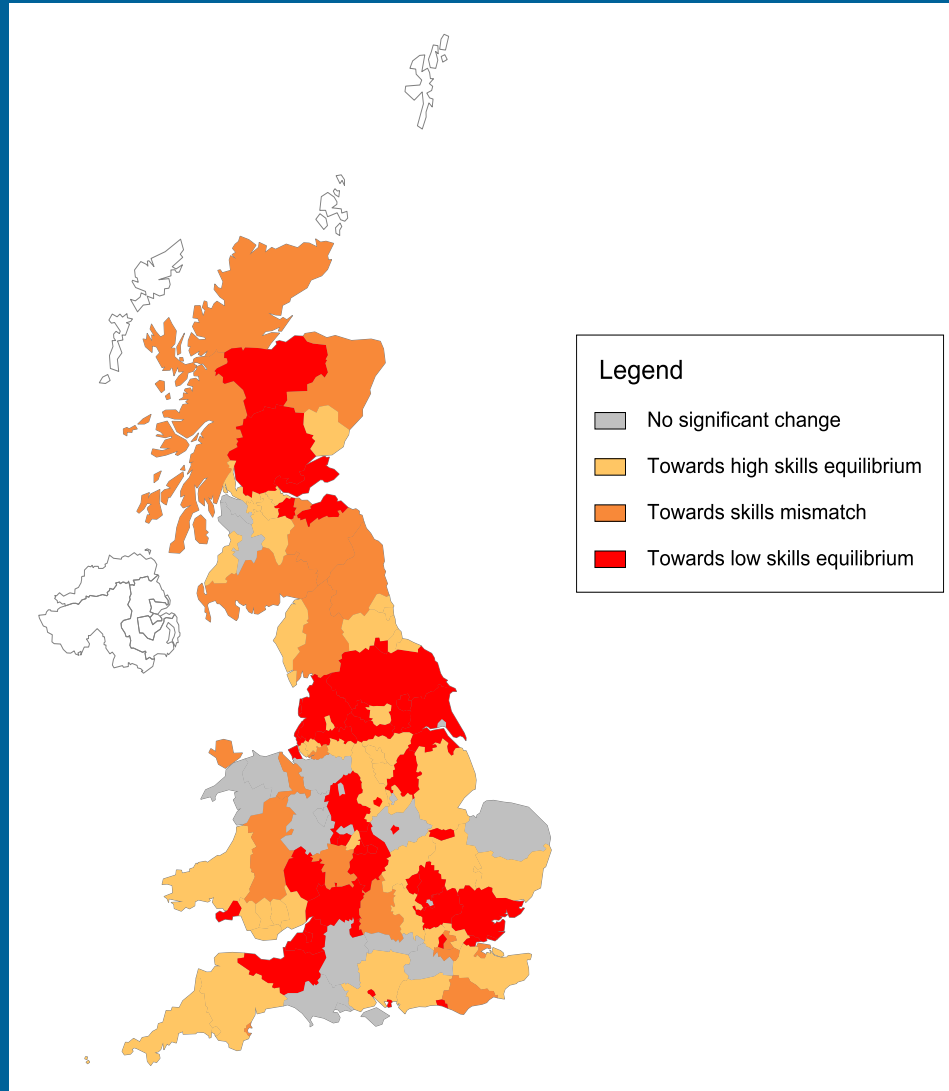 Legend
No significant change
Towards high skills equilibrium
Towards skills mismatch
Towards low skills equilibrium